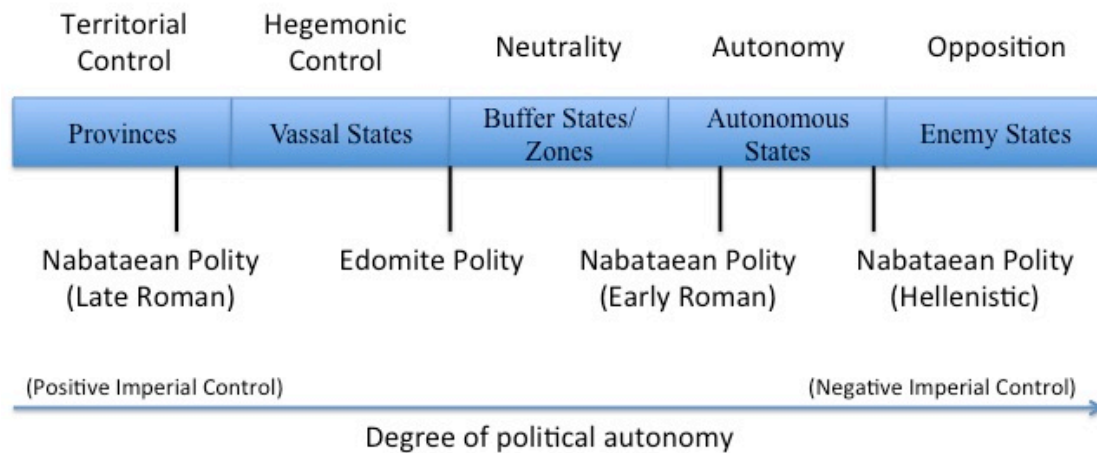 Territorial
Control
Hegemonic
Control
Neutrality
Autonomy
Opposition
Provinces
Vassal States
Buffer States/
Zones
Autonomous
States
Enemy States
Nabataean Polity
(Late Roman)
Edomite Polity
Nabataean Polity
(Early Roman)
Nabataean Polity
(Hellenistic)
(Positive Imperial Control)
(Negative Imperial Control)
Degree of political autonomy